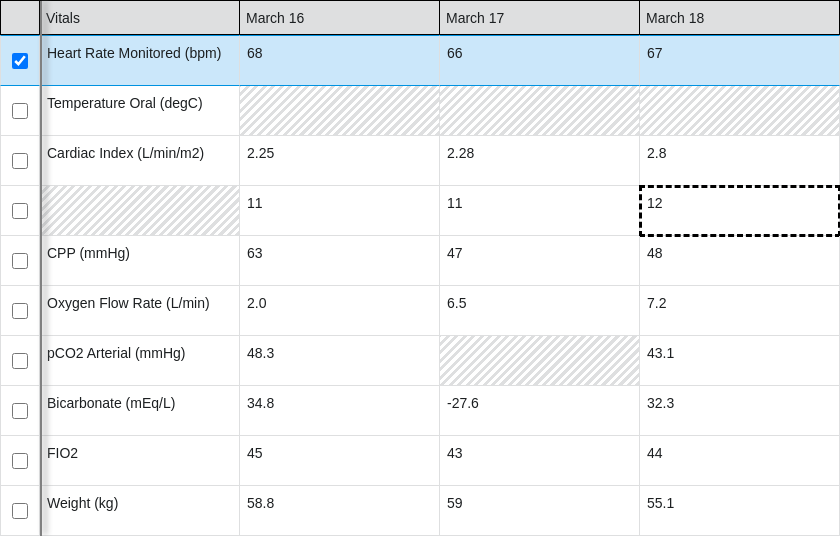 Vitals March 16 March 17 March 18
Heart Rate Monitored (bpm) 68 66 67
Temperature Oral (degC)
Cardiac Index (L/min/m2) 2.25 2.28 2.8
11 11 12
CPP (mmHg) 63 47 48
Oxygen Flow Rate (L/min) 2.0 6.5 7.2
pCO2 Arterial (mmHg) 48.3 43.1
Bicarbonate (mEq/L) 34.8 -27.6 32.3
FIO2 45 43 44
Weight (kg) 58.8 59 55.1